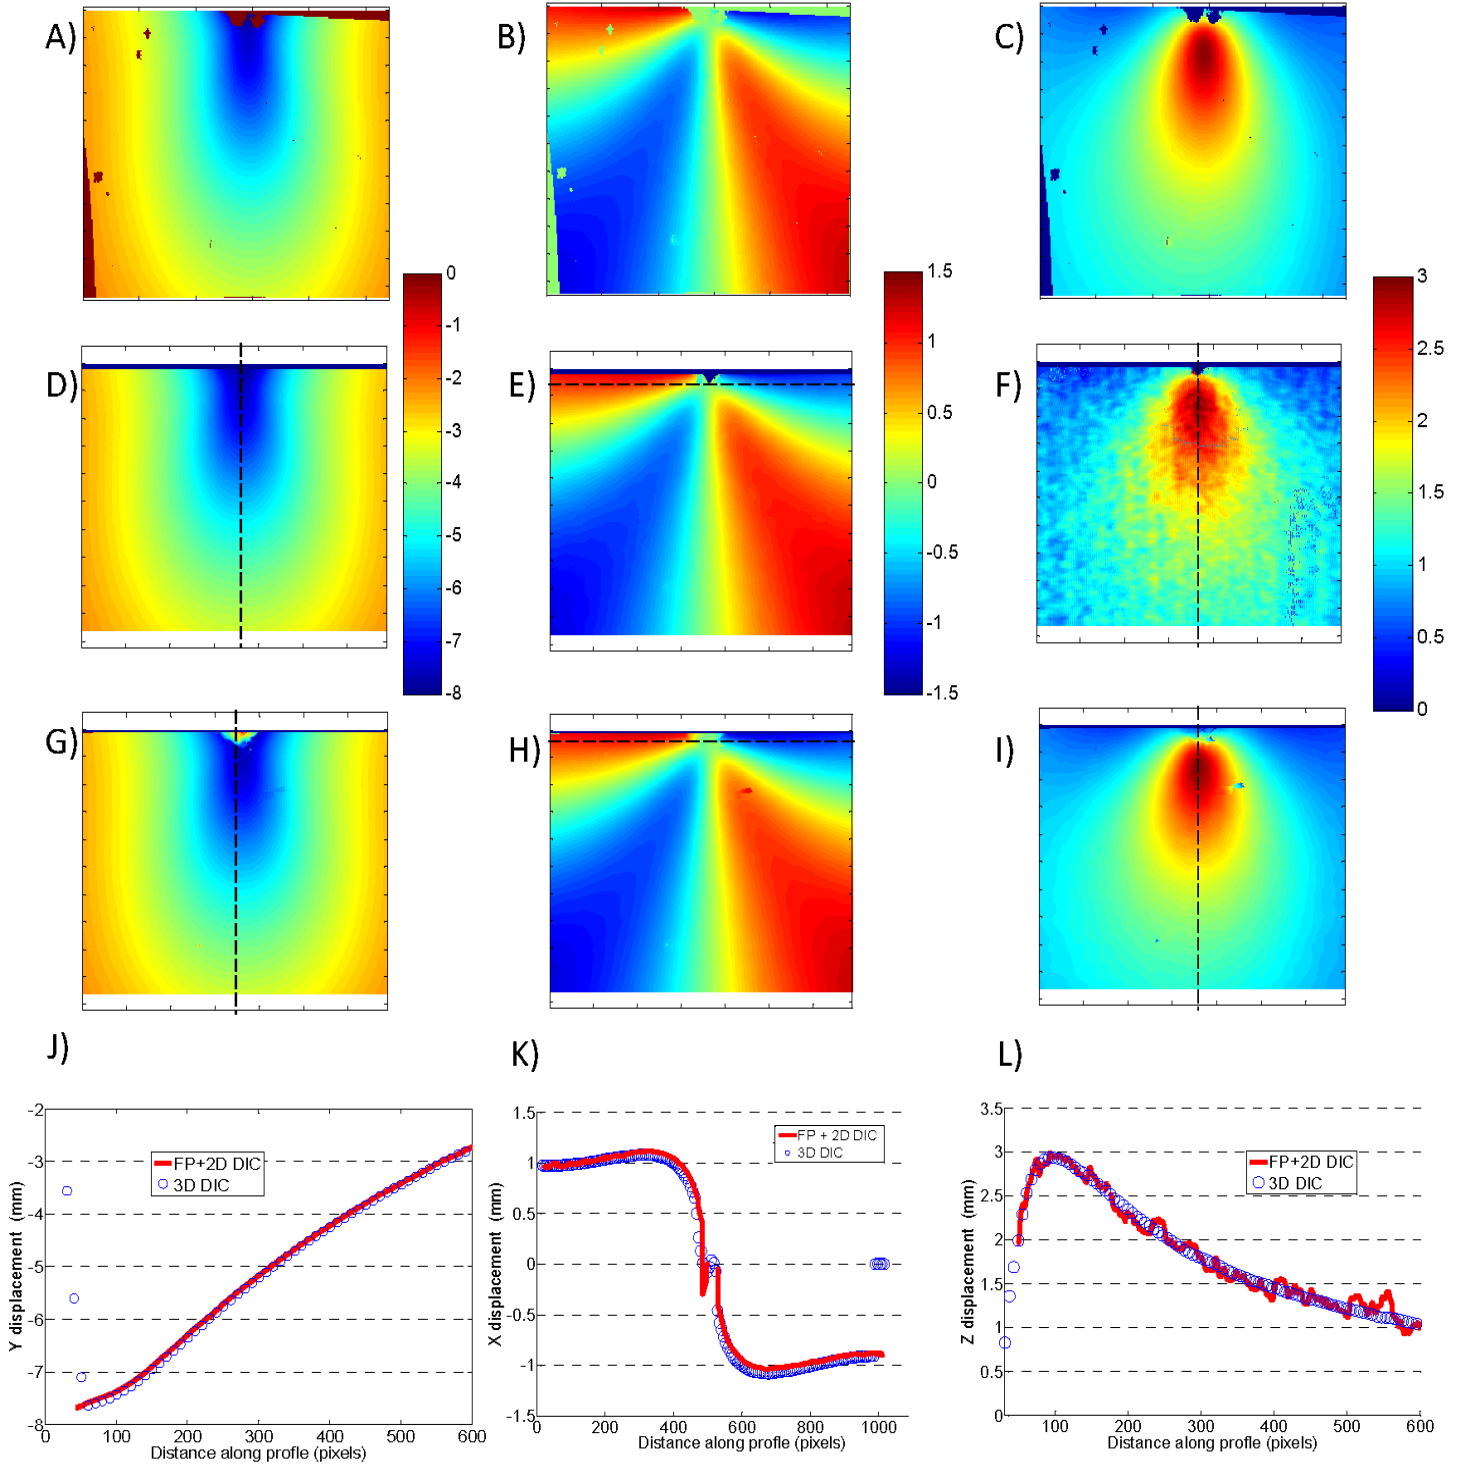 A)
B)
C)
0
-1
-2
-3
-4
-5
-6
-7
-8
1.5
1
0.5
0
-0.5
-1
-1.5
3
2.5
2
1.5
1
0.5
0
D)
E)
F)
G)
H)
I)
J)
K)
L)
-2
-3
-4
-5
-6
-7
-8
Y displacement (mm)
FP+2D DIC
3D DIC
0 100 200 300 400 500 600
Distance along profle (pixels)
1.5
1
0.5
0
-0.5
-1
-1.5
X displacement (mm)
FP + 2D DIC
3D DIC
0 200 400 600 800 1000
Distance along profle (pixels)
3.5
3
2.5
2
1.5
1
0.5
0
Z displacement (mm)
FP+2D DIC
3D DIC
100 200 300 400 500 600
Distance along profle (pixels)